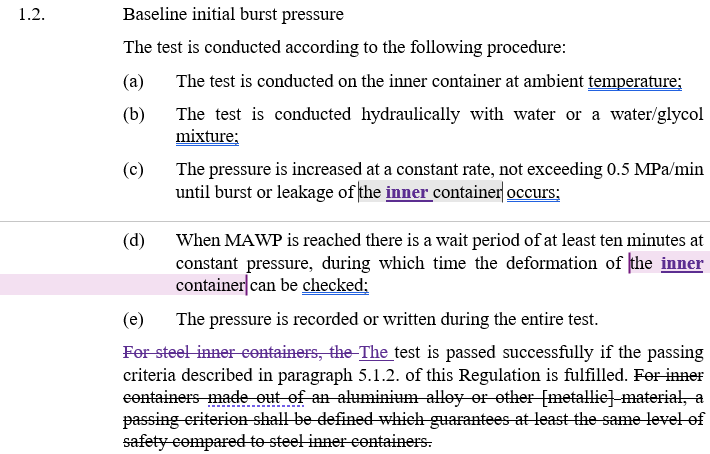 1.2. Baseline initial burst pressure
The test is conducted according to the following procedure:
(a) The test is conducted on the inner container at ambient temperature;
(b) The test is conducted hydraulically with water or a water/glycol
mixture;
(c) The pressure is increased at a constant rate, not exceeding 0.5 MPa/min
until burst or leakage of the inner container occurs;
(d) When MAWP is reached there is a wait period of at least ten minutes at
constant pressure, during which time the deformation of the inner
container can be checked;
(e) The pressure is recorded or written during the entire test.
For steel inner containers, the The test is passed successfully if the passing
criteria described in paragraph 5.1.2. of this Regulation is fulfilled. For inner
containers made out of an aluminium alloy or other [metallic] material, a
passing criterion shall be defined which guarantees at least the same level of
safety compared to steel inner containers.